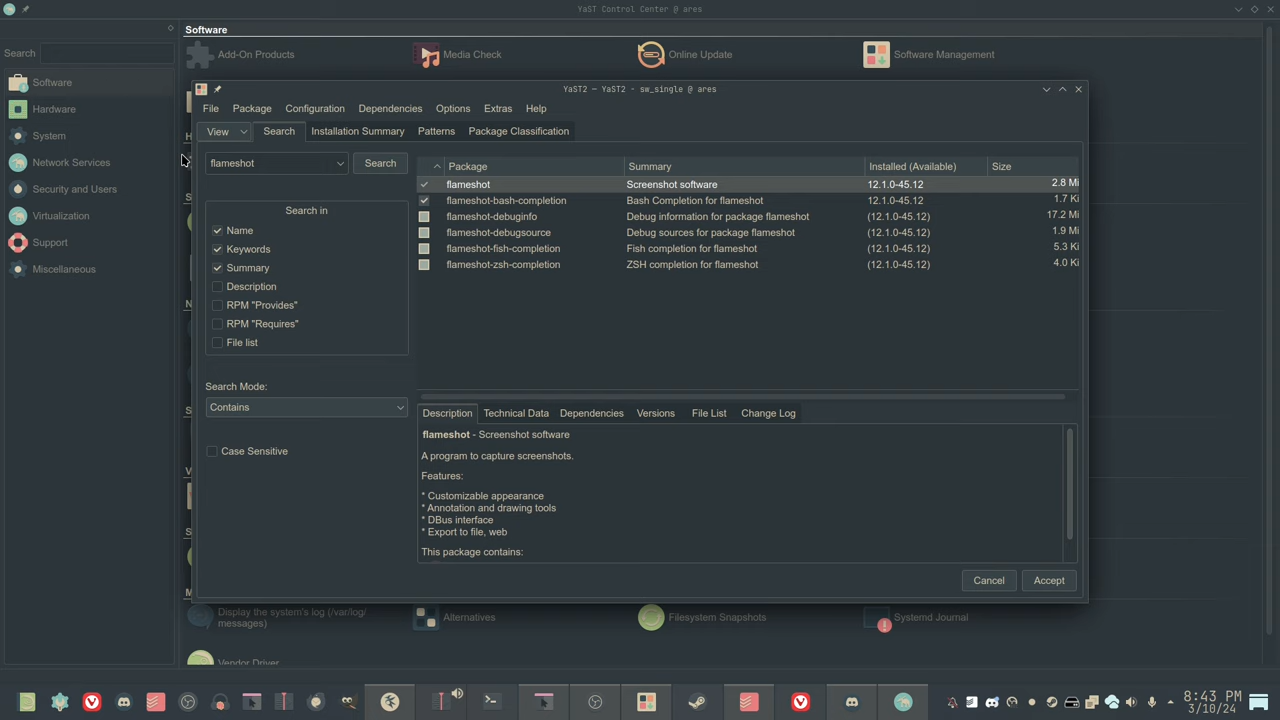 YaST Control Center @ ares
Search
Software
Hardware
System
Network Services
Security and Users
Virtualization
Support
Miscellaneous
Software
Add-On Products
Media Check
Online Update
Software Management
YaST2 — YaST2 - sw_single @ ares
File Package Configuration Dependencies Options Extras Help
View Search Installation Summary Patterns Package Classification
flameshot
Search
Search in
Name
Keywords
Summary
Description
RPM "Provides"
RPM "Requires"
File list
Search Mode:
Contains
Case Sensitive
Package Summary Installed (Available) Size
flameshot Screenshot software 12.1.0-45.12 2.8 Mi
flameshot-bash-completion Bash Completion for flameshot 12.1.0-45.12 1.7 Ki
flameshot-debuginfo Debug information for package flameshot (12.1.0-45.12) 17.2 Mi
flameshot-debugsource Debug sources for package flameshot (12.1.0-45.12) 1.9 Mi
flameshot-fish-completion Fish completion for flameshot (12.1.0-45.12) 5.3 Ki
flameshot-zsh-completion ZSH completion for flameshot (12.1.0-45.12) 4.0 Ki
Description Technical Data Dependencies Versions File List Change Log
flameshot - Screenshot software
A program to capture screenshots.
Features:
* Customizable appearance
* Annotation and drawing tools
* DBus interface
* Export to file, web
This package contains:
Cancel Accept
Display the system's log (/var/log/
messages)
Alternatives
Filesystem Snapshots
Systemd Journal
Vendor Driver
8:43 PM
3/10/24